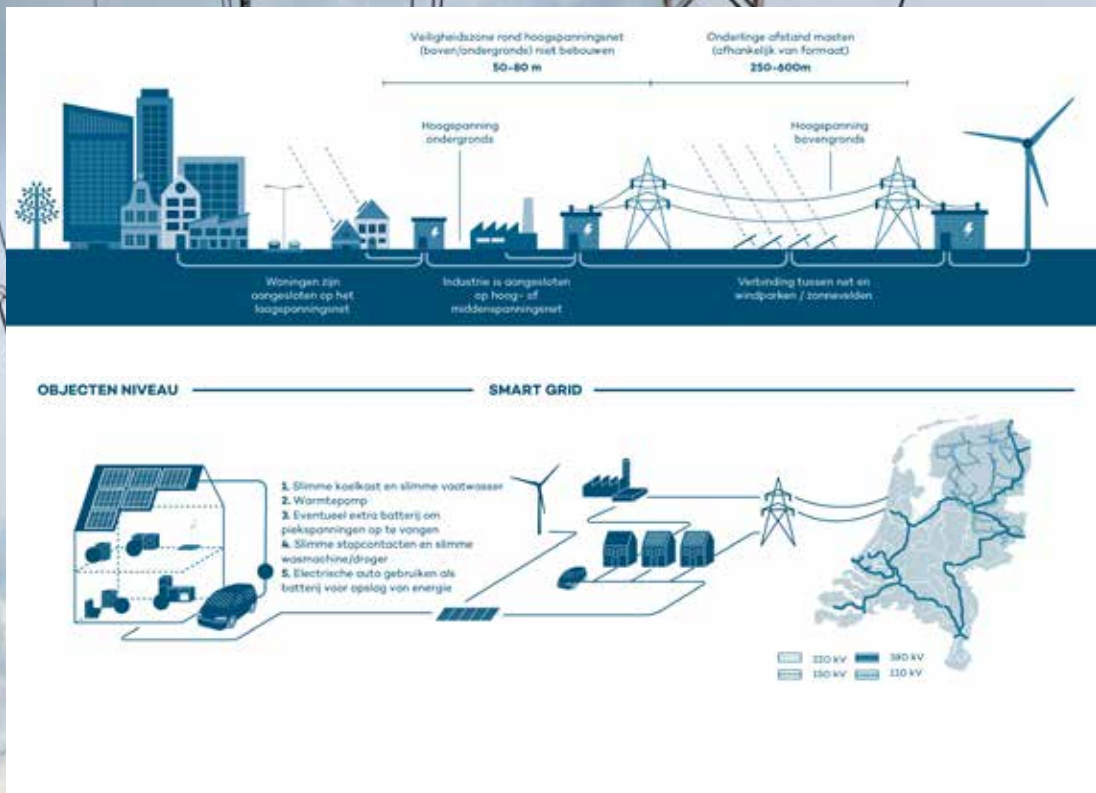 Veiligheidszone rond hoogspanningsnet
(boven/ondergronds) niet bebouwen
50-80 m
Onderlinge afstand masten
(afhankelijk van formaat)
250-600m
Hoogspanning
ondergronds
Hoogspanning
bovengronds
Woningen zijn
aangesloten op het
laagspanningsnet
Industrie is aangesloten
op hoog- of
middenspanningsnet
Verbinding tussen net en
windparken / zonnevelden
OBJECTEN NIVEAU
SMART GRID
1. Slimme koelkast en slimme vaatwasser
2. Warmtepomp
3. Eventueel extra batterij om
piekspanningen op te vangen
4. Slimme stopcontacten en slimme
wasmachine/droger
5. Electrische auto gebruiken als
batterij voor opslag van energie
220 kV
380 kV
150 kV
110 kV